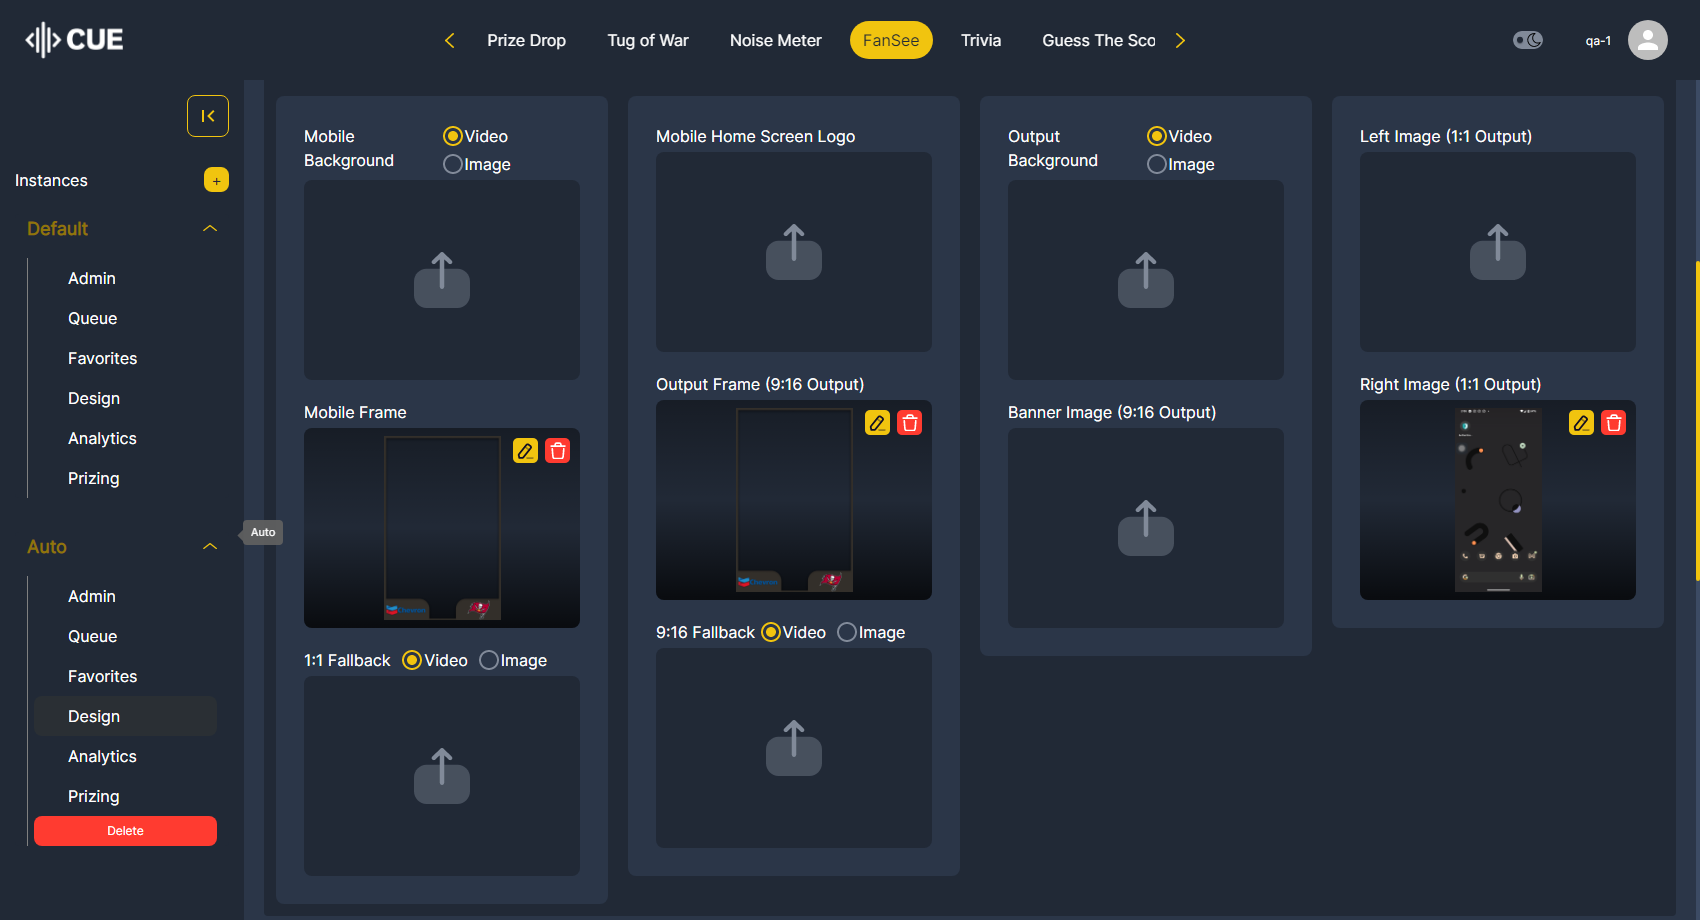 CUE
Prize Drop
Tug of War
Noise Meter
FanSee
Trivia
Guess The Sco
qa-1
Instances
+
Default
Admin
Queue
Favorites
Design
Analytics
Prizing
Auto
Auto
Admin
Queue
Favorites
Design
Analytics
Prizing
Delete
Mobile
Background
Video
Image
Mobile Frame
1:1 Fallback
Video
Image
Mobile Home Screen Logo
Output Frame (9:16 Output)
9:16 Fallback
Video
Image
Output
Background
Video
Image
Banner Image (9:16 Output)
Left Image (1:1 Output)
Right Image (1:1 Output)